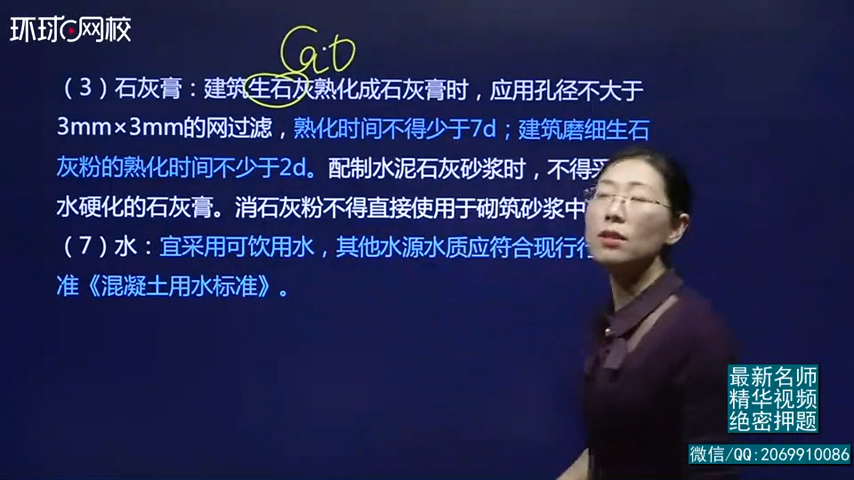 环球网校
CaO
（3）石灰膏：建筑生石灰熟化成石灰膏时，应用孔径不大于
3mm×3mm的网过滤，熟化时间不得少于7d；建筑磨细生石
灰粉的熟化时间不少于2d。配制水泥石灰砂浆时，不得采
水硬化的石灰膏。消石灰粉不得直接使用于砌筑砂浆中
（7）水：宜采用可饮用水，其他水源水质应符合现行
准《混凝土用水标准》。
最新名师
精华视频
绝密押题
微信/QQ:2069910086